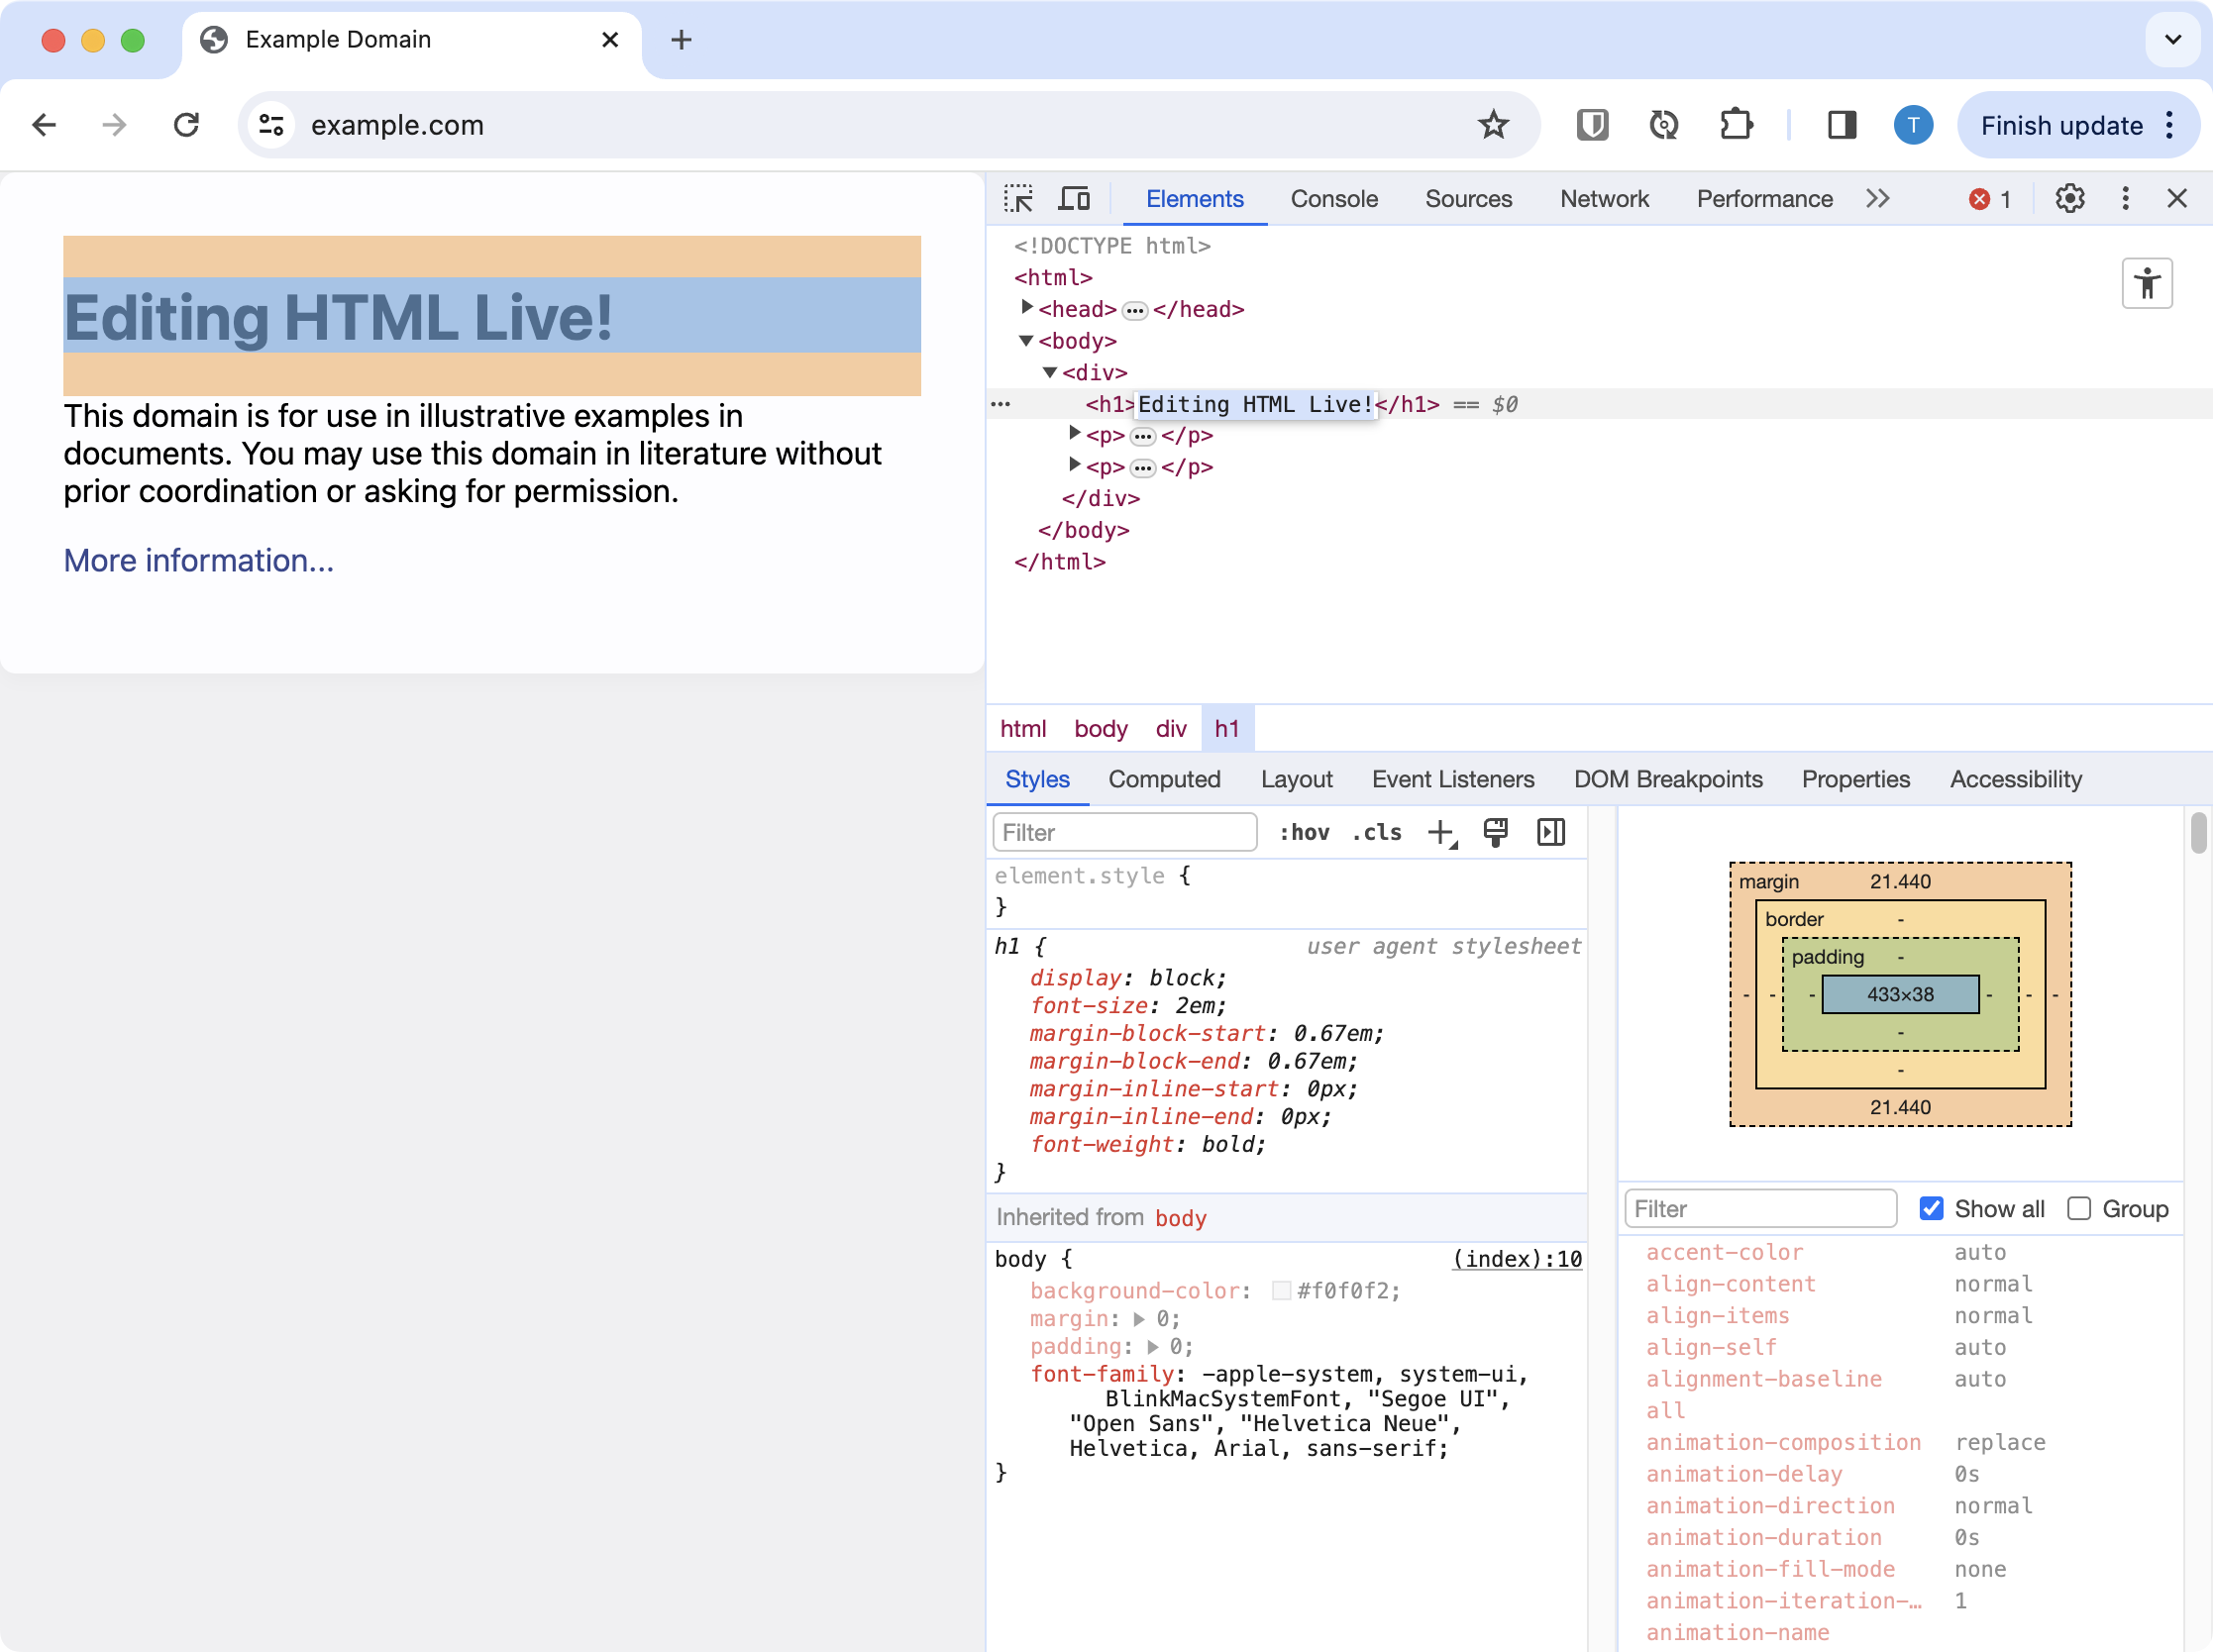 Example Domain
example.com
T
Finish update
Editing HTML Live!
This domain is for use in illustrative examples in
documents. You may use this domain in literature without
prior coordination or asking for permission.
More information...
Elements Console Sources Network Performance 1
<!DOCTYPE html>
<html>
<head> ••• </head>
<body>
<div>
••• <h1>Editing HTML Live!</h1> == $0
<p> ••• </p>
<p> ••• </p>
</div>
</body>
</html>
html body div h1
Styles Computed Layout Event Listeners DOM Breakpoints Properties Accessibility
Filter :hov .cls
element.style {
}
h1 { user agent stylesheet
display: block;
font-size: 2em;
margin-block-start: 0.67em;
margin-block-end: 0.67em;
margin-inline-start: 0px;
margin-inline-end: 0px;
font-weight: bold;
}
Inherited from body
body { (index):10
background-color: #f0f0f2;
margin: 0;
padding: 0;
font-family: -apple-system, system-ui,
BlinkMacSystemFont, "Segoe UI",
"Open Sans", "Helvetica Neue",
Helvetica, Arial, sans-serif;
}
margin 21.440
border -
padding -
- - - 433×38 - - -
-
-
21.440
Filter Show all Group
accent-color auto
align-content normal
align-items normal
align-self auto
alignment-baseline auto
all
animation-composition replace
animation-delay 0s
animation-direction normal
animation-duration 0s
animation-fill-mode none
animation-iteration-… 1
animation-name